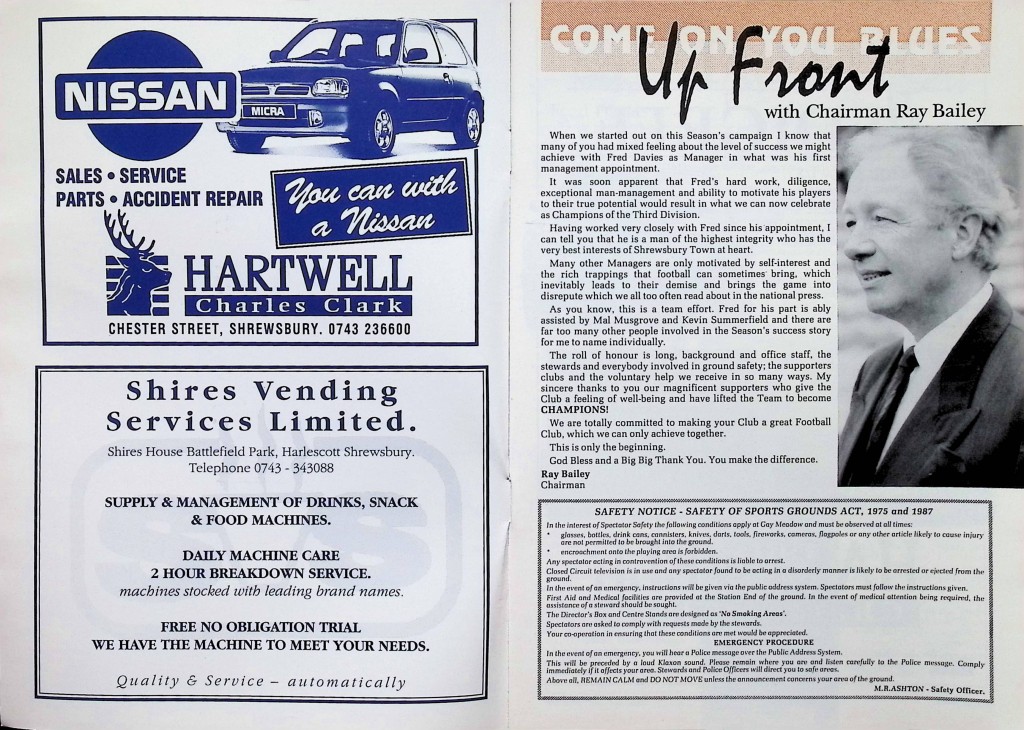 NISSAN
MICRA
SALES • SERVICE
PARTS • ACCIDENT REPAIR
You can with
a Nissan
HARTWELL
Charles Clark
CHESTER STREET, SHREWSBURY. 0743 236600
Shires Vending
Services Limited.
Shires House Battlefield Park, Harlescott Shrewsbury.
Telephone 0743 - 343088
SUPPLY & MANAGEMENT OF DRINKS, SNACK
& FOOD MACHINES.
DAILY MACHINE CARE
2 HOUR BREAKDOWN SERVICE.
machines stocked with leading brand names.
FREE NO OBLIGATION TRIAL
WE HAVE THE MACHINE TO MEET YOUR NEEDS.
Quality & Service – automatically
COME ON YOU BLUES
Up Front
with Chairman Ray Bailey
When we started out on this Season's campaign I know that
many of you had mixed feeling about the level of success we might
achieve with Fred Davies as Manager in what was his first
management appointment.
It was soon apparent that Fred's hard work, diligence,
exceptional man-management and ability to motivate his players
to their true potential would result in what we can now celebrate
as Champions of the Third Division.
Having worked very closely with Fred since his appointment, I
can tell you that he is a man of the highest integrity who has the
very best interests of Shrewsbury Town at heart.
Many other Managers are only motivated by self-interest and
the rich trappings that football can sometimes bring, which
inevitably leads to their demise and brings the game into
disrepute which we all too often read about in the national press.
As you know, this is a team effort. Fred for his part is ably
assisted by Mal Musgrove and Kevin Summerfield and there are
far too many other people involved in the Season's success story
for me to name individually.
The roll of honour is long, background and office staff, the
stewards and everybody involved in ground safety; the supporters
clubs and the voluntary help we receive in so many ways. My
sincere thanks to you our magnificent supporters who give the
Club a feeling of well-being and have lifted the Team to become
CHAMPIONS!
We are totally committed to making your Club a great Football
Club, which we can only achieve together.
This is only the beginning.
God Bless and a Big Big Thank You. You make the difference.
Ray Bailey
Chairman
SAFETY NOTICE - SAFETY OF SPORTS GROUNDS ACT, 1975 and 1987
In the interest of Spectator Safety the following conditions apply at Gay Meadow and must be observed at all times:
* glasses, bottles, drink cans, cannisters, knives, darts, tools, fireworks, cameras, flagpoles or any other article likely to cause injury
are not permitted to be brought into the ground.
* encroachment onto the playing area is forbidden.
Any spectator acting in contravention of these conditions is liable to arrest.
Closed Circuit television is in use and any spectator found to be acting in a disorderly manner is likely to be arrested or ejected from the
ground.
In the event of an emergency, instructions will be given via the public address system. Spectators must follow the instructions given.
First Aid and Medical facilities are provided at the Station End of the ground. In the event of medical attention being required, the
assistance of a steward should be sought.
The Director's Box and Centre Stands are designed as 'No Smoking Areas'.
Spectators are asked to comply with requests made by the stewards.
Your co-operation in ensuring that these conditions are met would be appreciated.
EMERGENCY PROCEDURE
In the event of an emergency, you will hear a Police message over the Public Address System.
This will be preceded by a loud Klaxon sound. Please remain where you are and listen carefully to the Police message. Comply
immediately if it affects your area. Stewards and Police Officers will direct you to safe areas.
Above all, REMAIN CALM and DO NOT MOVE unless the announcement concerns your area of the ground.
M.R.ASHTON - Safety Officer.